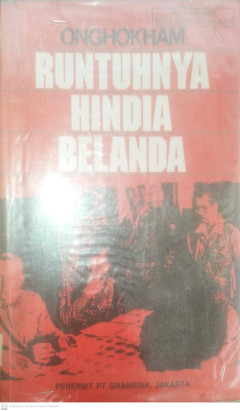 ONGHOKHAM
RUNTUHNYA
HINDIA
BELANDA
PENERBIT PT GRAMEDIA, JAKARTA